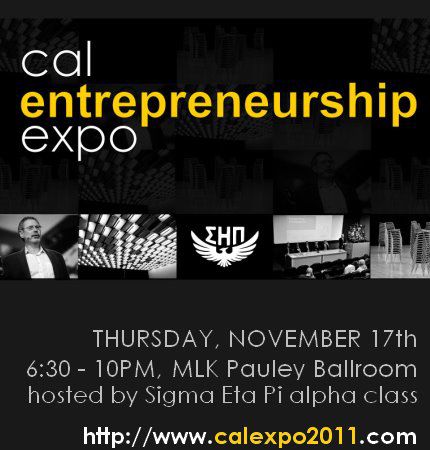 cal
entrepreneurship
expo
ΣΗΠ
THURSDAY, NOVEMBER 17th
6:30 - 10PM, MLK Pauley Ballroom
hosted by Sigma Eta Pi alpha class
http://www.calexpo2011.com